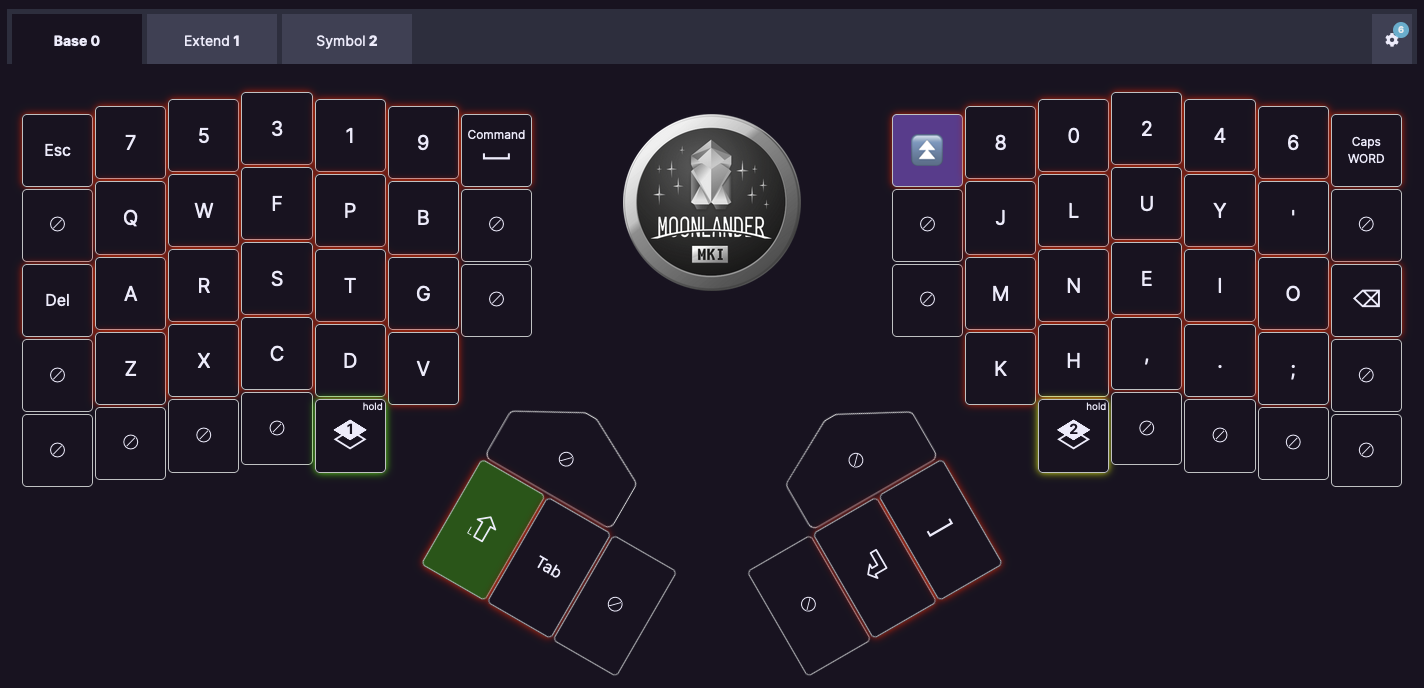 Base 0
Extend 1
Symbol 2
6
Esc
7
5
3
1
9
Command
8
0
2
4
6
Caps
WORD
Q
W
F
P
B
MOONLANDER
MKI
J
L
U
Y
'
Del
A
R
S
T
G
M
N
E
I
O
Z
X
C
D
V
K
H
,
.
;
hold
1
hold
2
L
Tab